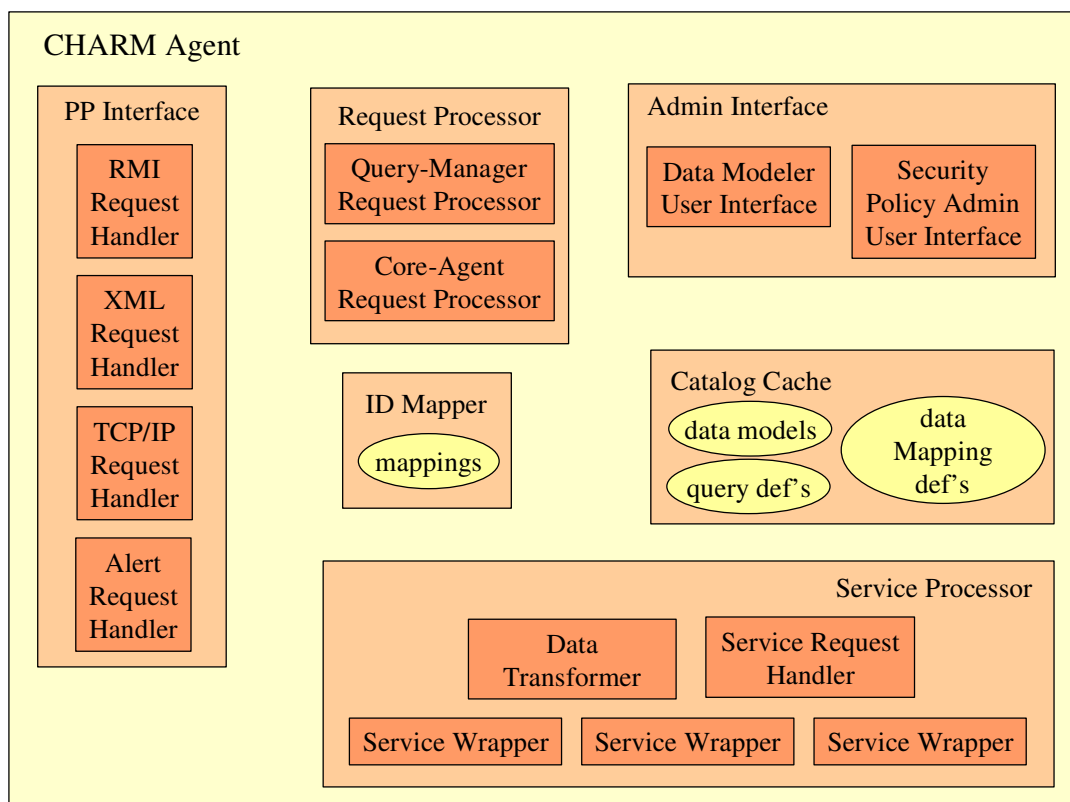 CHARM Agent
PP Interface
RMI
Request
Handler
XML
Request
Handler
TCP/IP
Request
Handler
Alert
Request
Handler
Request Processor
Query-Manager
Request Processor
Core-Agent
Request Processor
ID Mapper
mappings
Admin Interface
Data Modeler
User Interface
Security
Policy Admin
User Interface
Catalog Cache
data models
query def’s
data
Mapping
def’s
Service Processor
Data
Transformer
Service Request
Handler
Service Wrapper
Service Wrapper
Service Wrapper